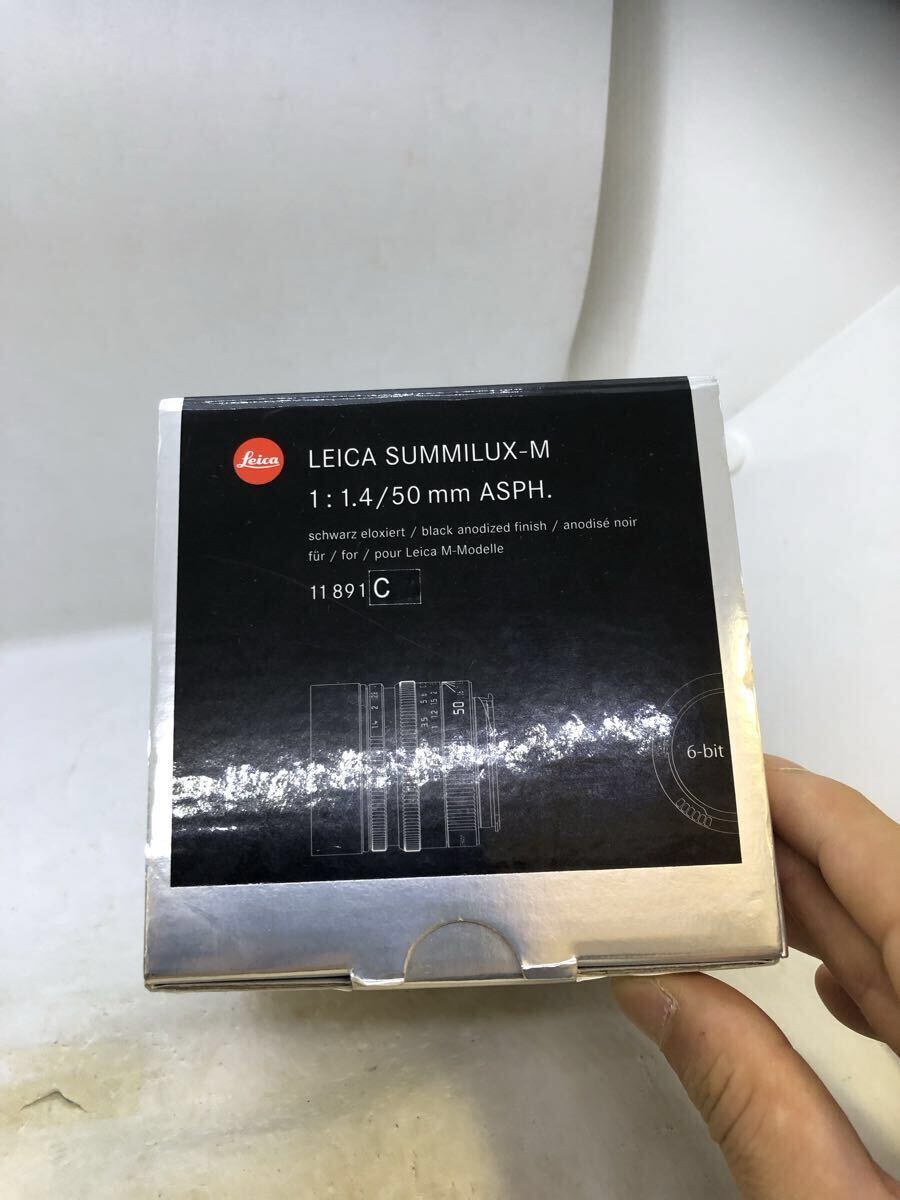 Leica
LEICA SUMMILUX-M
1:1.4/50 mm ASPH.
schwarz eloxiert / black anodized finish / anodisé noir
für / for / pour Leica M-Modelle
11 891 C
50
6-bit